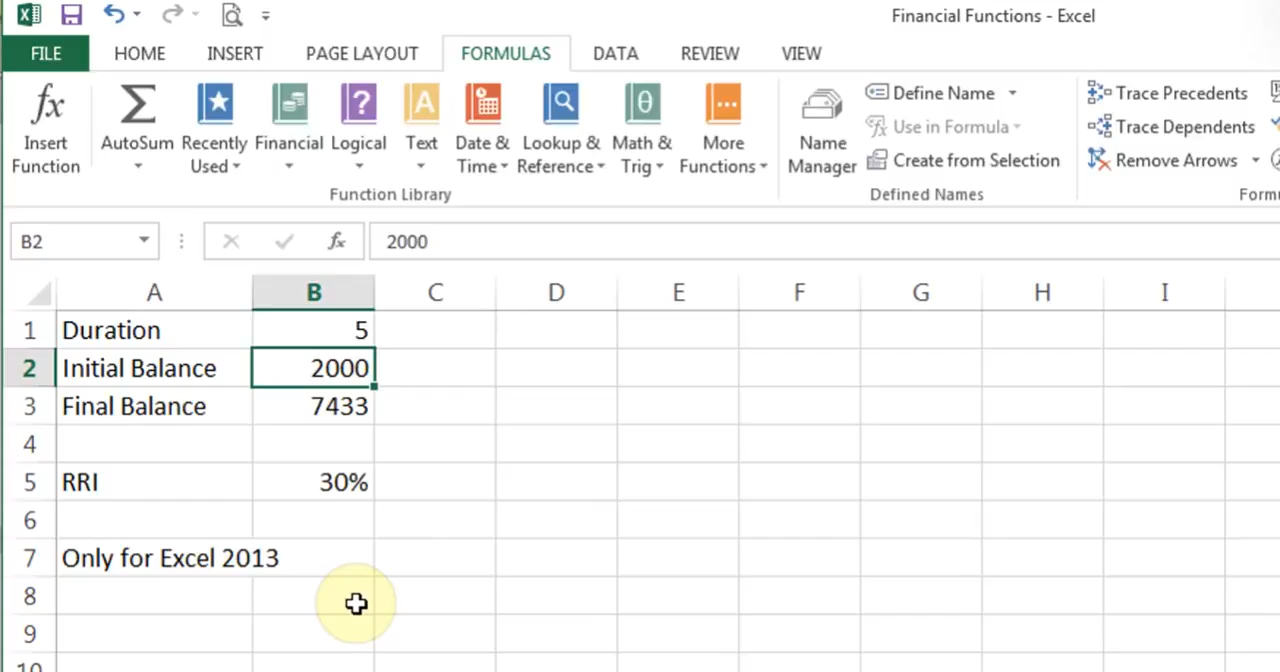 Financial Functions - Excel
FILE HOME INSERT PAGE LAYOUT FORMULAS DATA REVIEW VIEW
fx Σ ? A θ
Insert Function AutoSum Recently Used Financial Logical Text Date & Time Lookup & Reference Math & Trig More Functions
Name Manager
Define Name
Use in Formula
Create from Selection
Trace Precedents
Trace Dependents
Remove Arrows
Function Library Defined Names
B2 fx 2000
A B C D E F G H I
1 Duration 5
2 Initial Balance 2000
3 Final Balance 7433
4
5 RRI 30%
6
7 Only for Excel 2013
8
9
10